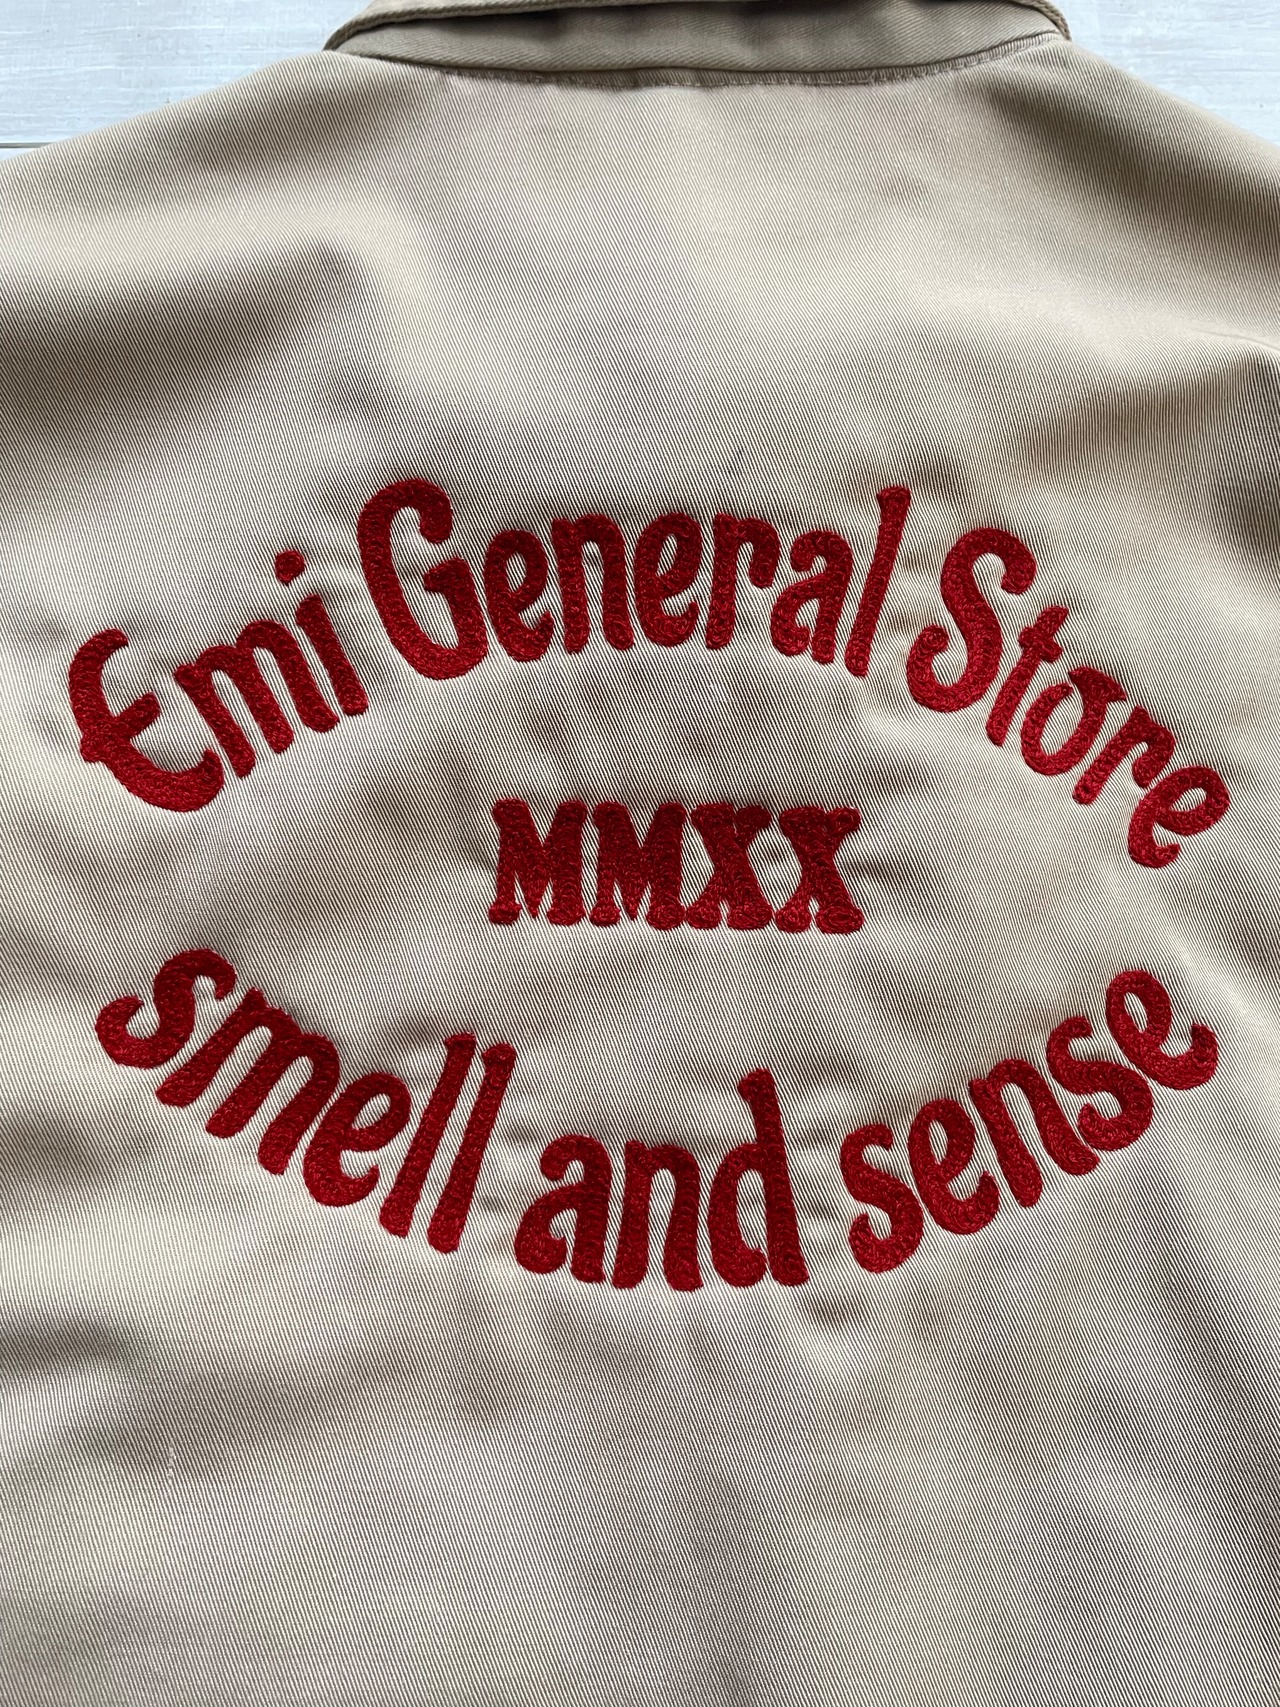 Emi General Store
MMXX
smell and sense